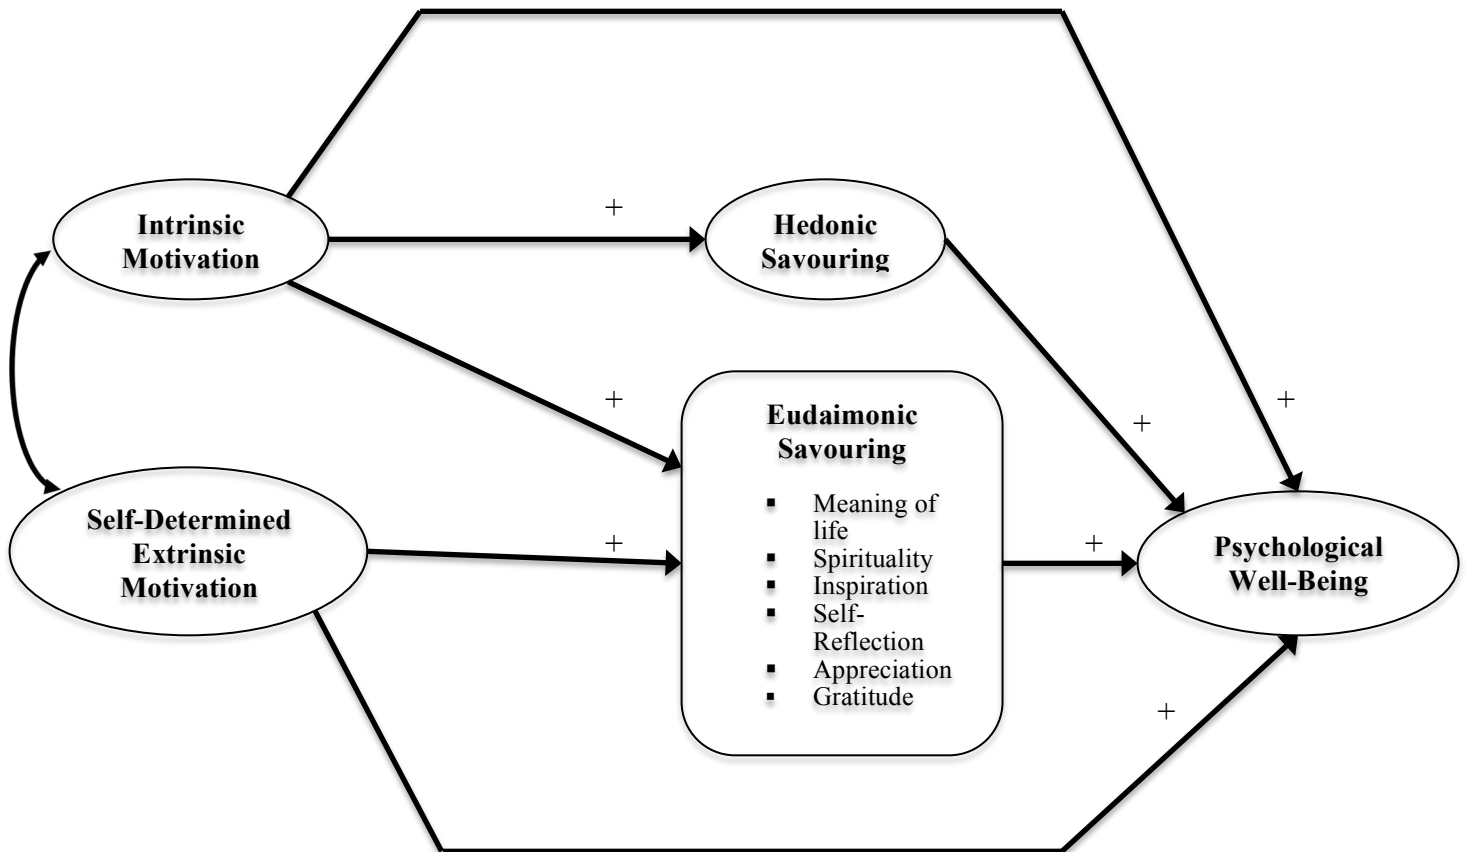 +
Intrinsic
Motivation
Hedonic
Savouring
+
+
+
Eudaimonic
Savouring
▪ Meaning of
life
▪ Spirituality
▪ Inspiration
▪ Self-
Reflection
▪ Appreciation
▪ Gratitude
Self-Determined
Extrinsic
Motivation
+
+
Psychological
Well-Being
+